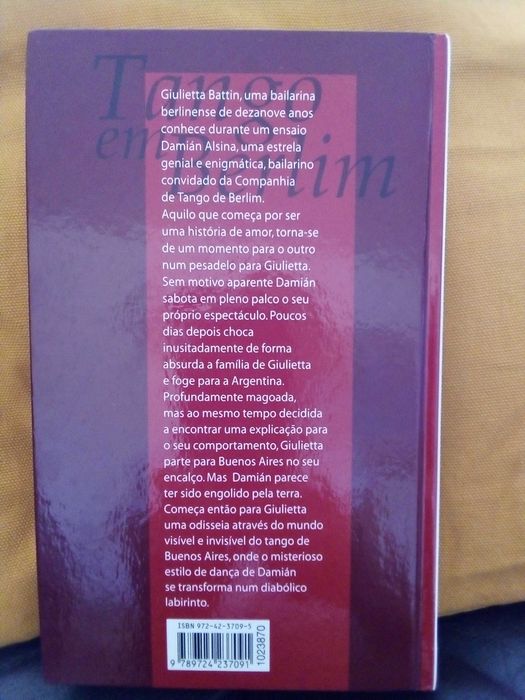 Tango
em Berlim
Giulietta Battin, uma bailarina
berlinense de dezanove anos
conhece durante um ensaio
Damián Alsina, uma estrela
genial e enigmática, bailarino
convidado da Companhia
de Tango de Berlim.
Aquilo que começa por ser
uma história de amor, torna-se
de um momento para o outro
num pesadelo para Giulietta.
Sem motivo aparente Damián
sabota em pleno palco o seu
próprio espectáculo. Poucos
dias depois choca
inusitadamente de forma
absurda a família de Giulietta
e foge para a Argentina.
Profundamente magoada,
mas ao mesmo tempo decidida
a encontrar uma explicação para
o seu comportamento, Giulietta
parte para Buenos Aires no seu
encalço. Mas Damián parece
ter sido engolido pela terra.
Começa então para Giulietta
uma odisseia através do mundo
visível e invisível do tango de
Buenos Aires, onde o misterioso
estilo de dança de Damián
se transforma num diabólico
labirinto.
ISBN 972-42-3709-5
9 789724 237091
1023870